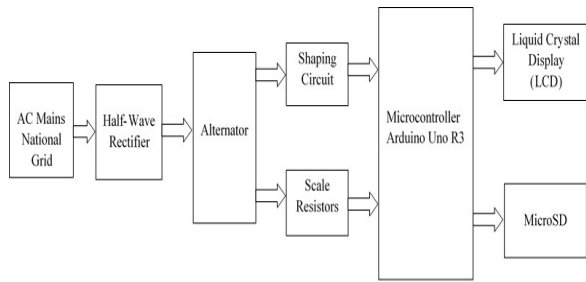 AC Mains
National
Grid
Half-Wave
Rectifier
Alternator
Shaping
Circuit
Scale
Resistors
Microcontroller
Arduino Uno R3
Liquid Crystal
Display
(LCD)
MicroSD